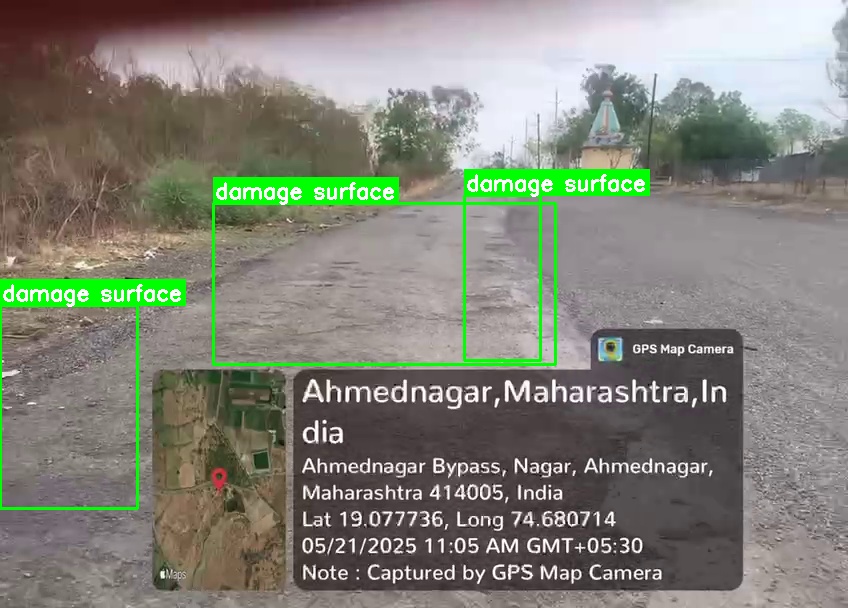 damage surface
damage surface
damage surface
GPS Map Camera
Ahmednagar,Maharashtra,In
dia
Ahmednagar Bypass, Nagar, Ahmednagar,
Maharashtra 414005, India
Lat 19.077736, Long 74.680714
05/21/2025 11:05 AM GMT+05:30
Note : Captured by GPS Map Camera
Maps